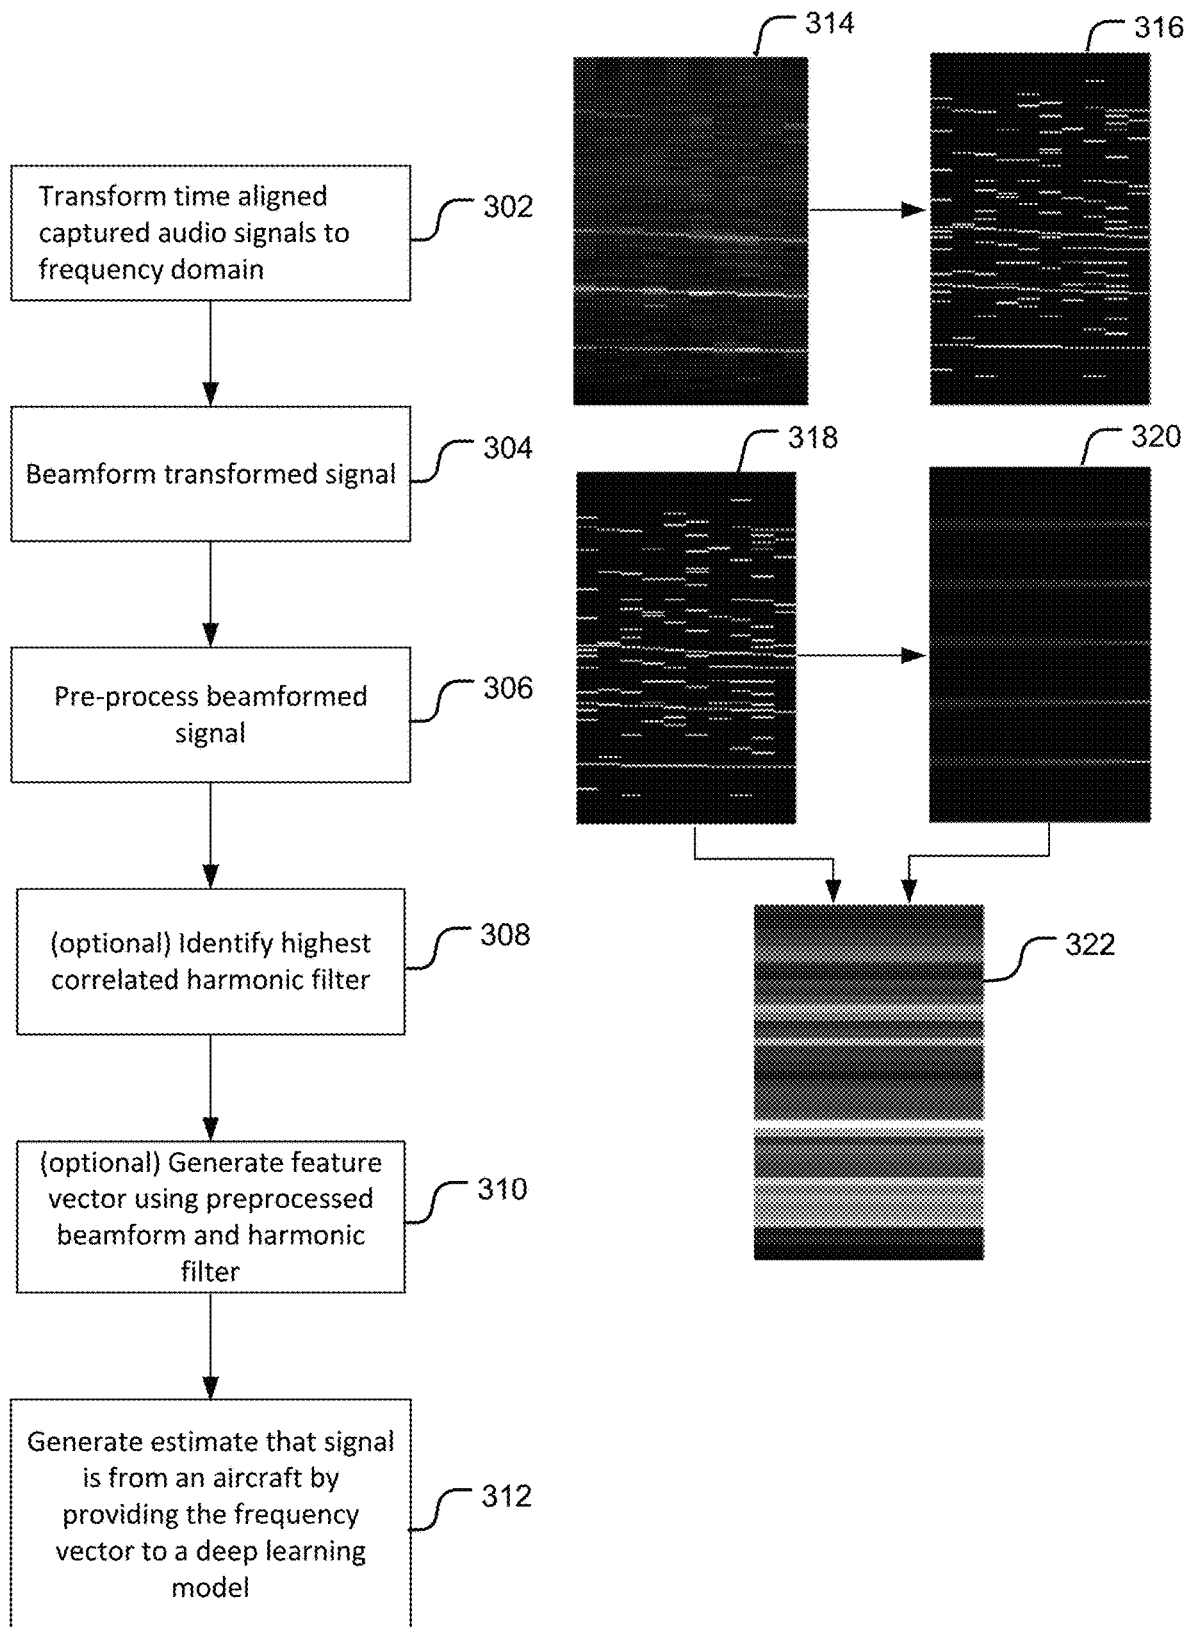 314
316
Transform time aligned
captured audio signals to
frequency domain
302
318
320
Beamform transformed signal
304
Pre-process beamformed
signal
306
(optional) Identify highest
correlated harmonic filter
308
322
(optional) Generate feature
vector using preprocessed
beamform and harmonic
filter
310
Generate estimate that signal
is from an aircraft by
providing the frequency
vector to a deep learning
model
312